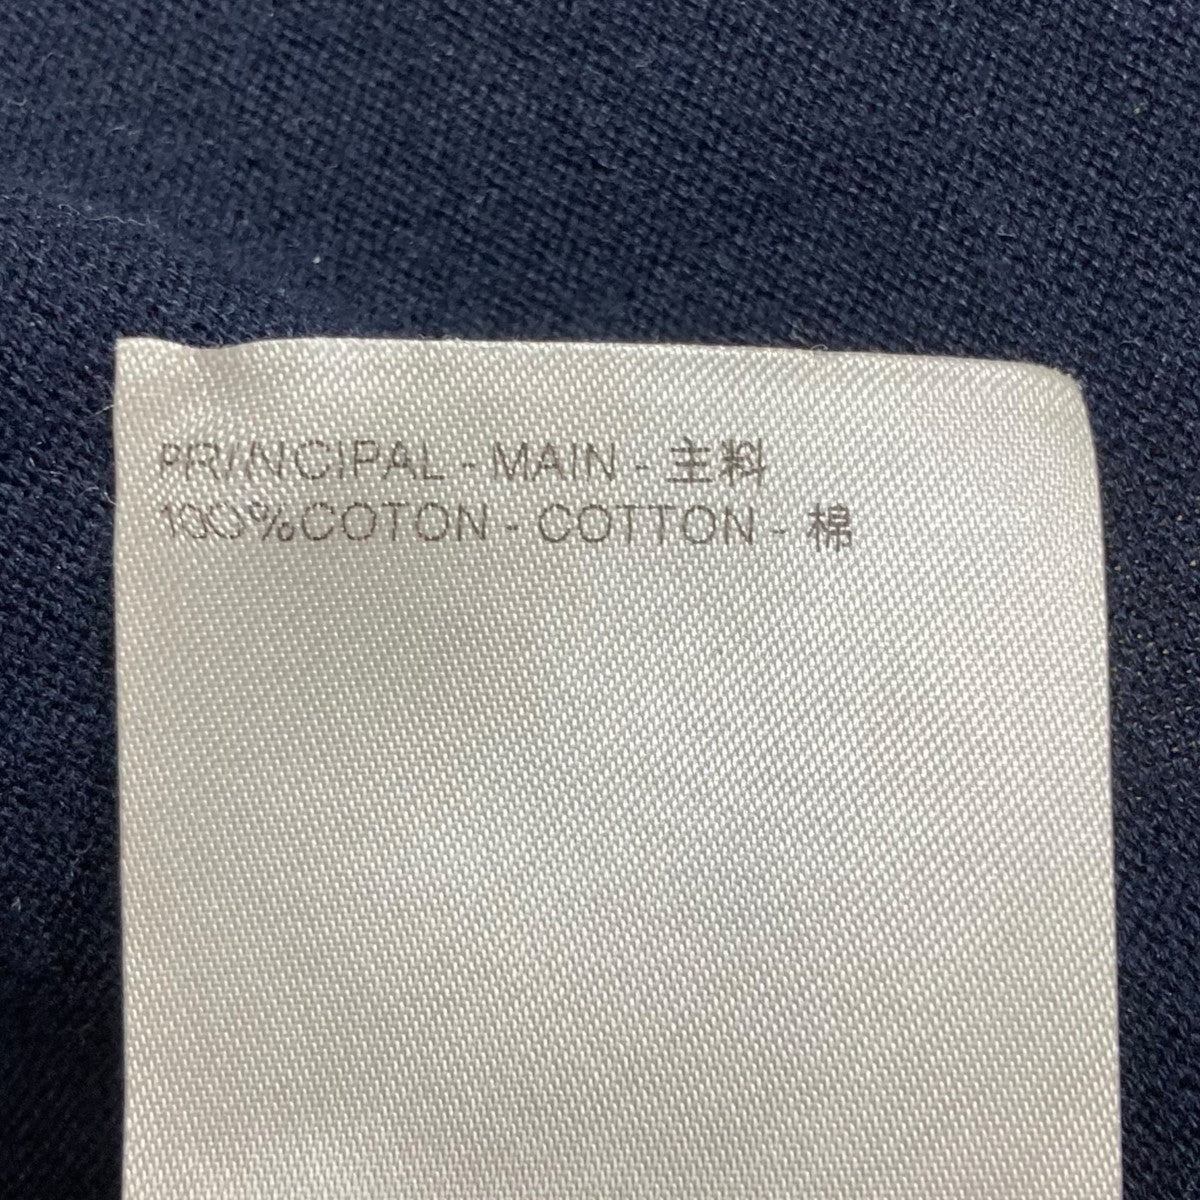 PRINCIPAL - MAIN - 主料
100%COTON - COTTON - 棉